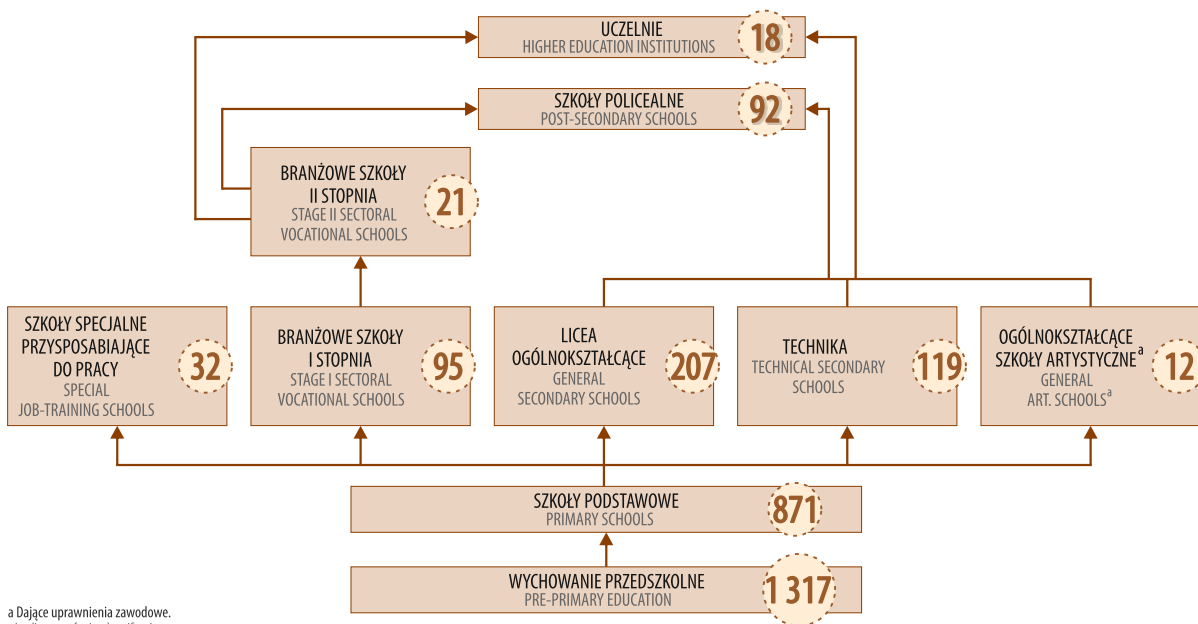 UCZELNIE
HIGHER EDUCATION INSTITUTIONS
18
SZKOŁY POLICEALNE
POST-SECONDARY SCHOOLS
92
BRANŻOWE SZKOŁY
II STOPNIA
STAGE II SECTORAL
VOCATIONAL SCHOOLS
21
SZKOŁY SPECJALNE
PRZYSPOSABIAJĄCE
DO PRACY
SPECIAL
JOB-TRAINING SCHOOLS
32
BRANŻOWE SZKOŁY
I STOPNIA
STAGE I SECTORAL
VOCATIONAL SCHOOLS
95
LICEA
OGÓLNOKSZTAŁCĄCE
GENERAL
SECONDARY SCHOOLS
207
TECHNIKA
TECHNICAL SECONDARY
SCHOOLS
119
OGÓLNOKSZTAŁCĄCE
SZKOŁY ARTYSTYCZNE a
GENERAL
ART. SCHOOLS a
12
SZKOŁY PODSTAWOWE
PRIMARY SCHOOLS
871
WYCHOWANIE PRZEDSZKOLNE
PRE-PRIMARY EDUCATION
1 317
a Dające uprawnienia zawodowe.